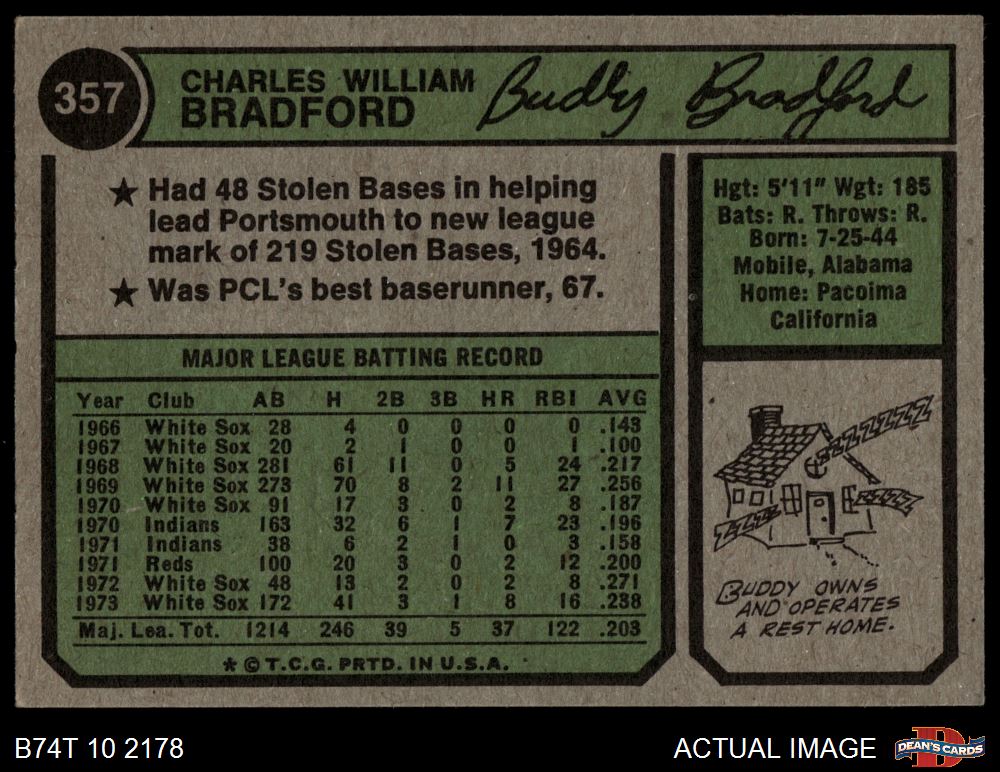 357
CHARLES WILLIAM
BRADFORD
Buddy Bradford
★ Had 48 Stolen Bases in helping
lead Portsmouth to new league
mark of 219 Stolen Bases, 1964.
★ Was PCL's best baserunner, 67.
Hgt: 5'11" Wgt: 185
Bats: R. Throws: R.
Born: 7-25-44
Mobile, Alabama
Home: Pacoima
California
MAJOR LEAGUE BATTING RECORD
Year Club AB H 2B 3B HR RBI AVG
1966 White Sox 28 4 0 0 0 0 .143
1967 White Sox 20 2 1 0 0 1 .100
1968 White Sox 281 61 11 0 5 24 .217
1969 White Sox 273 70 8 2 11 27 .256
1970 White Sox 91 17 3 0 2 8 .187
1970 Indians 163 32 6 1 7 23 .196
1971 Indians 38 6 2 1 0 3 .158
1971 Reds 100 20 3 0 2 12 .200
1972 White Sox 48 13 2 0 2 8 .271
1973 White Sox 172 41 3 1 8 16 .238
Maj. Lea. Tot. 1214 246 39 5 37 122 .203
★ © T.C.G. PRTD. IN U.S.A.
ZZZZZ
ZZZZZ
ZZZZZ
BUDDY OWNS
AND OPERATES
A REST HOME.
B74T 10 2178
ACTUAL IMAGE
D
DEAN'S CARDS